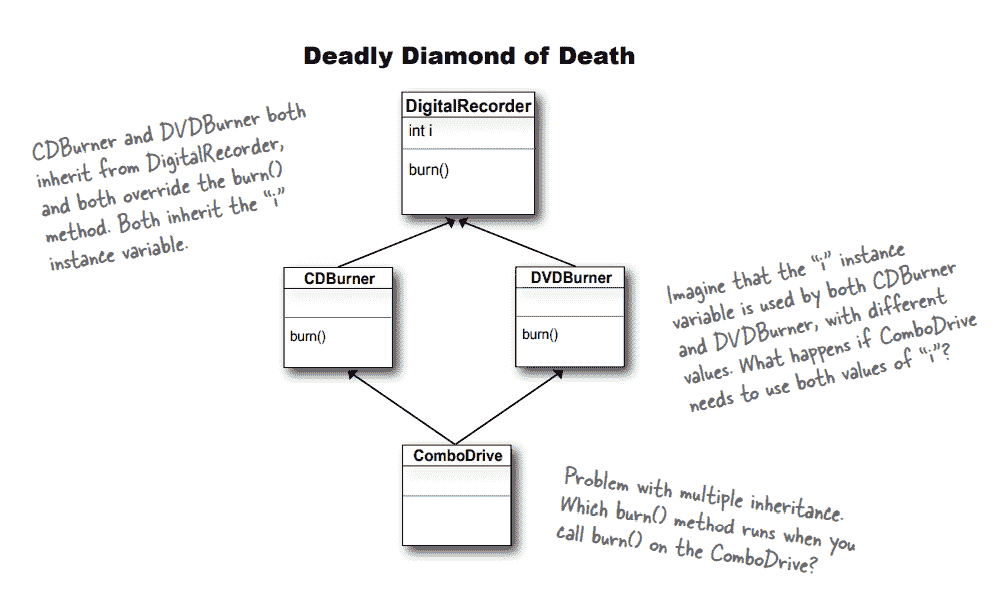 Deadly Diamond of Death
DigitalRecorder
int i
burn()
CDBurner and DVDBurner both
inherit from DigitalRecorder,
and both override the burn()
method. Both inherit the “i”
instance variable.
CDBurner
burn()
DVDBurner
burn()
Imagine that the “i” instance
variable is used by both CDBurner
and DVDBurner, with different
values. What happens if ComboDrive
needs to use both values of “i”?
ComboDrive
Problem with multiple inheritance.
Which burn() method runs when you
call burn() on the ComboDrive?